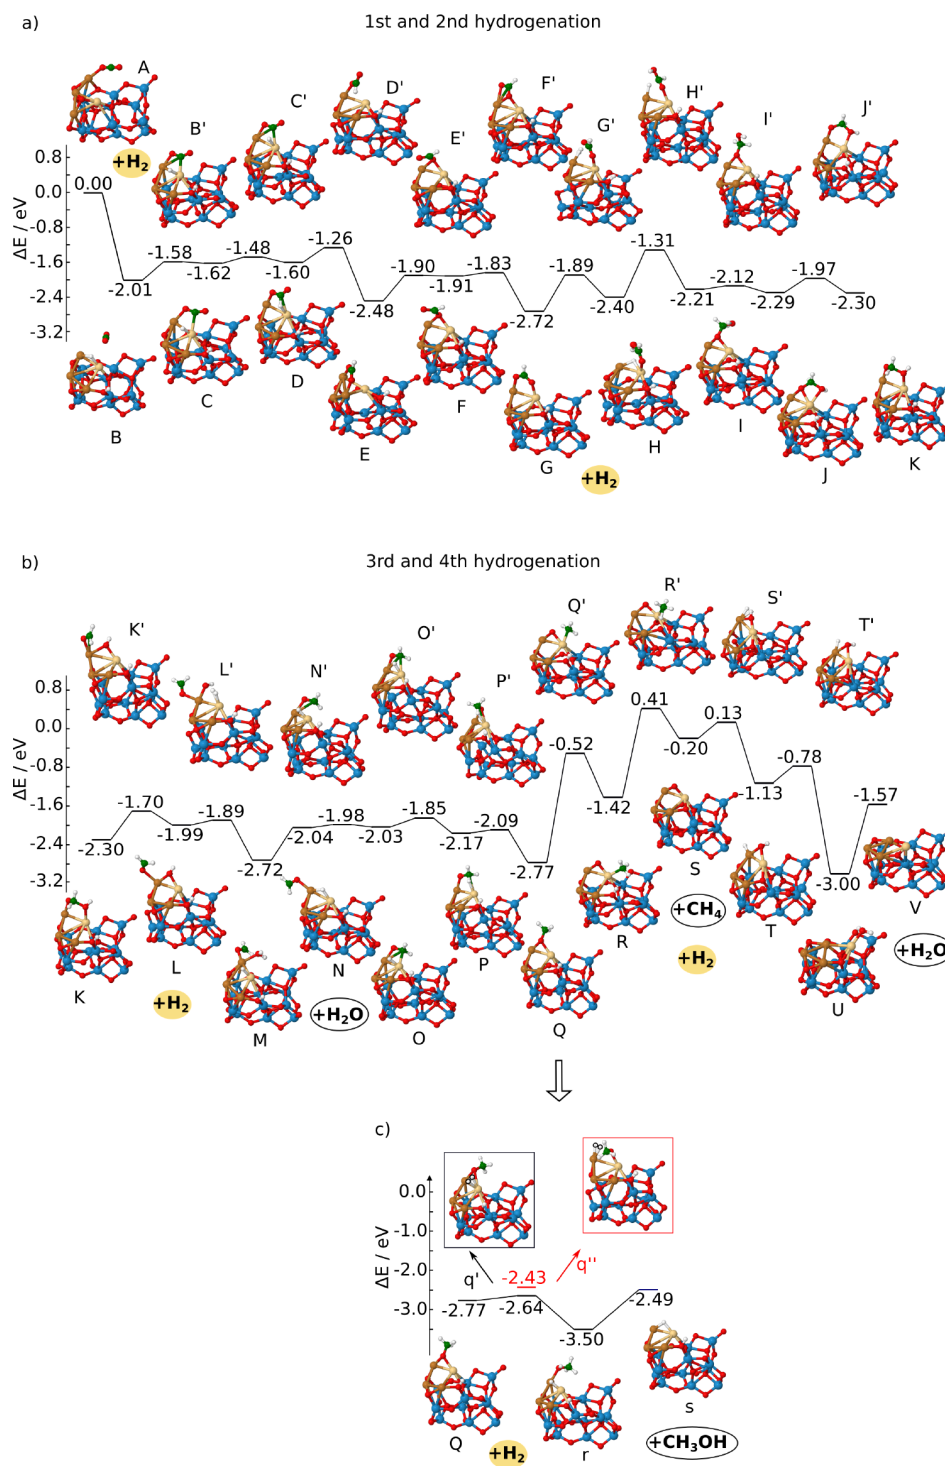 a)
1st and 2nd hydrogenation
A
B'
C'
D'
E'
F'
G'
H'
I'
J'
+H2
ΔE / eV
0.8
0.0
-0.8
-1.6
-2.4
-3.2
0.00
-2.01
-1.58
-1.62
-1.48
-1.60
-1.26
-2.48
-1.90
-1.91
-1.83
-2.72
-1.89
-2.40
-1.31
-2.21
-2.12
-2.29
-1.97
-2.30
B
C
D
E
F
G
H
I
J
K
+H2
b)
3rd and 4th hydrogenation
K'
L'
N'
O'
P'
Q'
R'
S'
T'
ΔE / eV
0.8
0.0
-0.8
-1.6
-2.4
-3.2
-2.30
-1.70
-1.99
-1.89
-2.72
-2.04
-1.98
-2.03
-1.85
-2.17
-2.09
-2.77
-0.52
-1.42
0.41
-0.20
0.13
-1.13
-0.78
-3.00
-1.57
K
L
M
N
O
P
Q
R
S
T
U
V
+H2
+H2O
+CH4
+H2
+H2O
c)
ΔE / eV
0.0
-1.0
-2.0
-3.0
q'
q''
-2.77
-2.43
-2.64
-3.50
-2.49
Q
r
s
+H2
+CH3OH